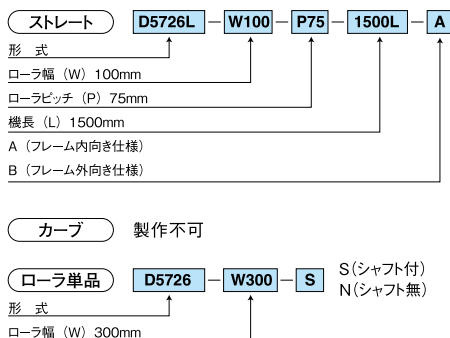 ストレート D5726L － W100 － P75 － 1500L － A
形 式
ローラ幅（W）100mm
ローラピッチ（P）75mm
機長（L）1500mm
A（フレーム内向き仕様）
B（フレーム外向き仕様）
カーブ 製作不可
ローラ単品 D5726 － W300 － S S（シャフト付）
N（シャフト無）
形 式
ローラ幅（W）300mm